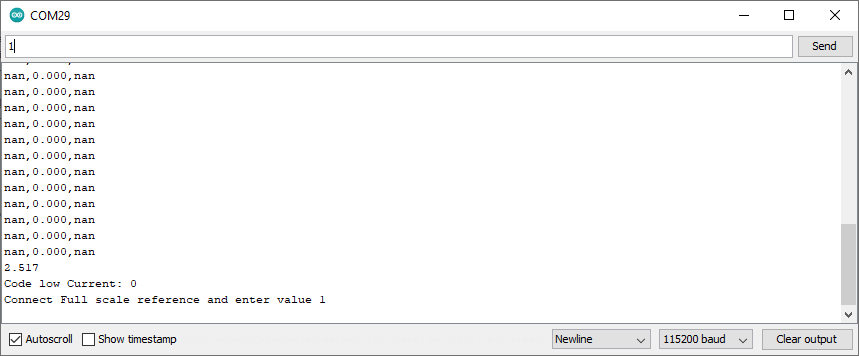 COM29
1
Send
nan,0.000,nan
nan,0.000,nan
nan,0.000,nan
nan,0.000,nan
nan,0.000,nan
nan,0.000,nan
nan,0.000,nan
nan,0.000,nan
nan,0.000,nan
nan,0.000,nan
nan,0.000,nan
nan,0.000,nan
2.517
Code low Current: 0
Connect Full scale reference and enter value 1
Autoscroll Show timestamp Newline 115200 baud Clear output